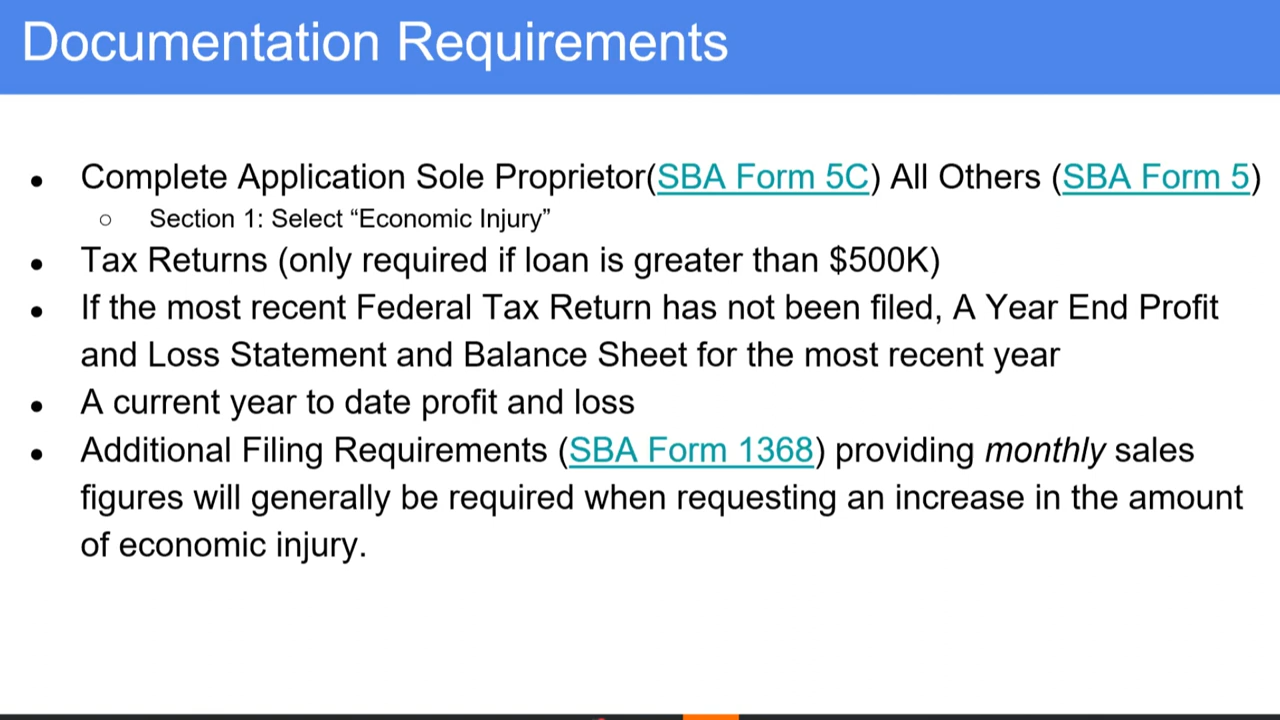 Documentation Requirements
● Complete Application Sole Proprietor(SBA Form 5C) All Others (SBA Form 5)
○ Section 1: Select “Economic Injury”
● Tax Returns (only required if loan is greater than $500K)
● If the most recent Federal Tax Return has not been filed, A Year End Profit
and Loss Statement and Balance Sheet for the most recent year
● A current year to date profit and loss
● Additional Filing Requirements (SBA Form 1368) providing monthly sales
figures will generally be required when requesting an increase in the amount
of economic injury.